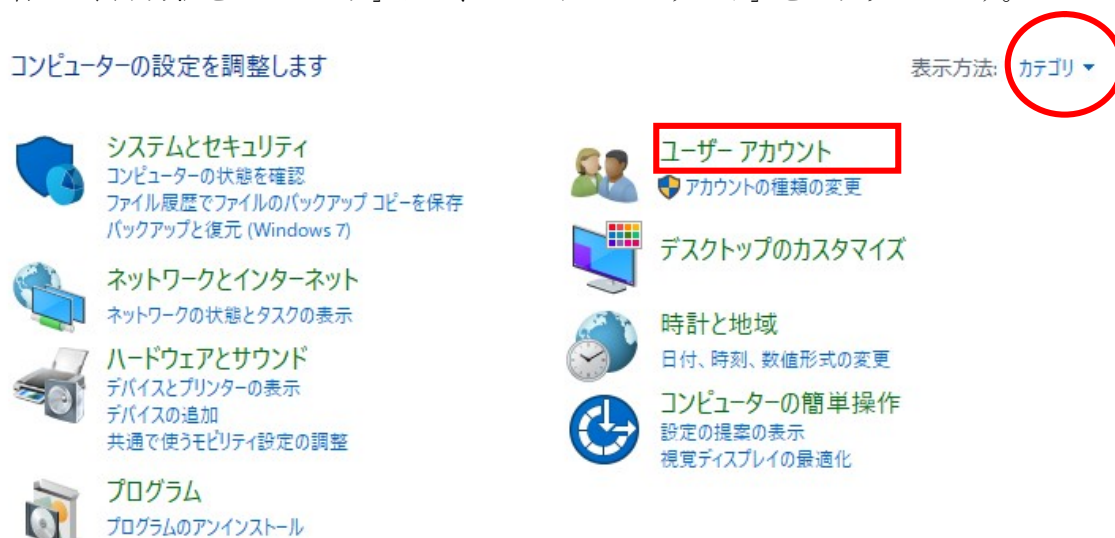 コンピューターの設定を調整します
表示方法: カテゴリ
システムとセキュリティ
コンピューターの状態を確認
ファイル履歴でファイルのバックアップ コピーを保存
バックアップと復元 (Windows 7)
ネットワークとインターネット
ネットワークの状態とタスクの表示
ハードウェアとサウンド
デバイスとプリンターの表示
デバイスの追加
共通で使うモビリティ設定の調整
プログラム
プログラムのアンインストール
ユーザー アカウント
アカウントの種類の変更
デスクトップのカスタマイズ
時計と地域
日付、時刻、数値形式の変更
コンピューターの簡単操作
設定の提案の表示
視覚ディスプレイの最適化